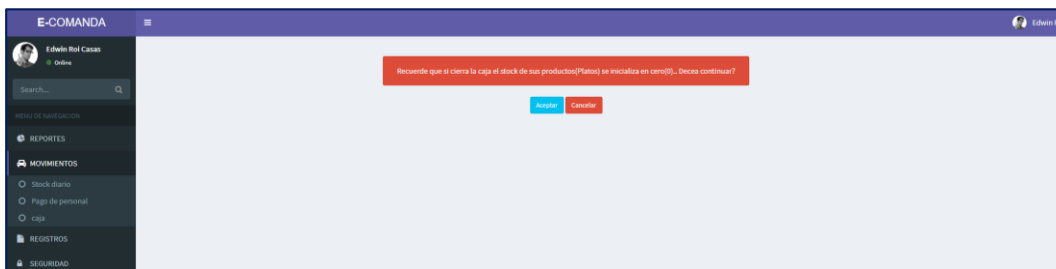 E-COMANDA
Edwin
Edwin Rol Casas
Online
Search...
MENU DE NAVEGACION
REPORTES
MOVIMIENTOS
Stock diario
Pago de personal
caja
REGISTROS
SEGURIDAD
Recuerde que si cierra la caja el stock de sus productos(Platos) se inicializa en cero(0).. Decea continuar?
Aceptar Cancelar